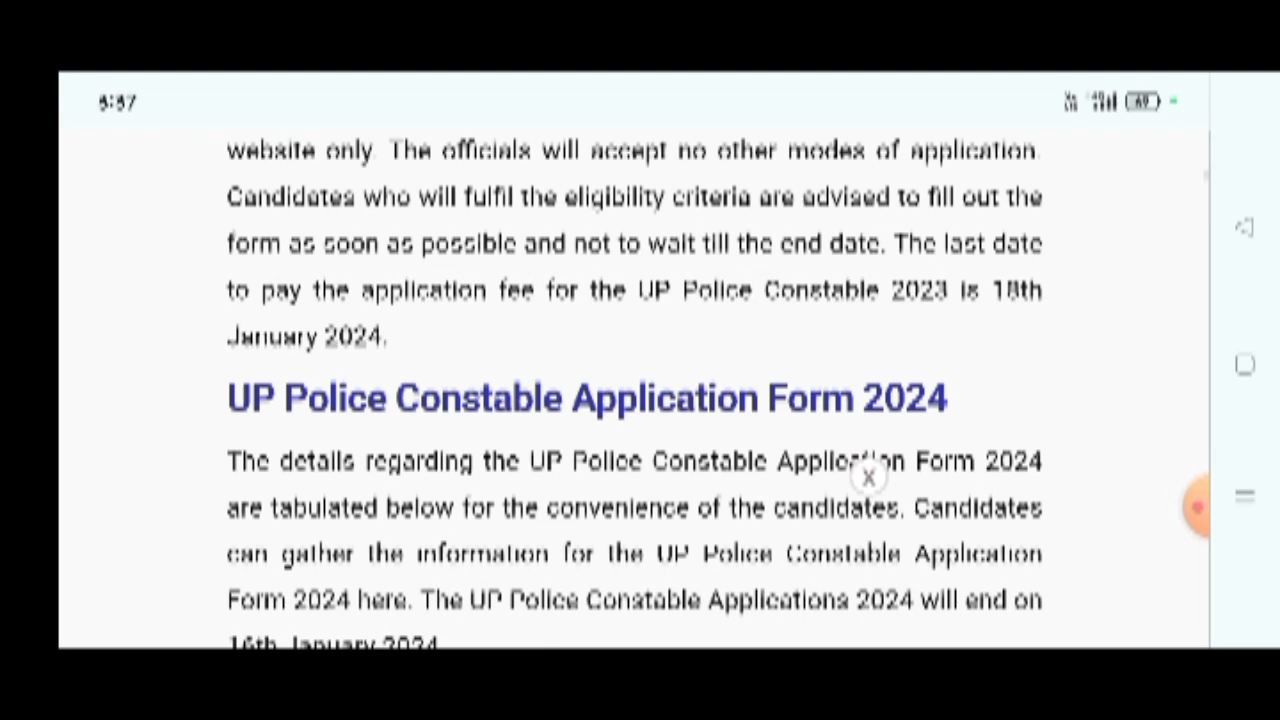 5:57
69
website only. The officials will accept no other modes of application.
Candidates who will fulfil the eligibility criteria are advised to fill out the
form as soon as possible and not to wait till the end date. The last date
to pay the application fee for the UP Police Constable 2023 is 18th
January 2024.
UP Police Constable Application Form 2024
The details regarding the UP Police Constable Application Form 2024
X
are tabulated below for the convenience of the candidates. Candidates
can gather the information for the UP Police Constable Application
Form 2024 here. The UP Police Constable Applications 2024 will end on
16th January 2024